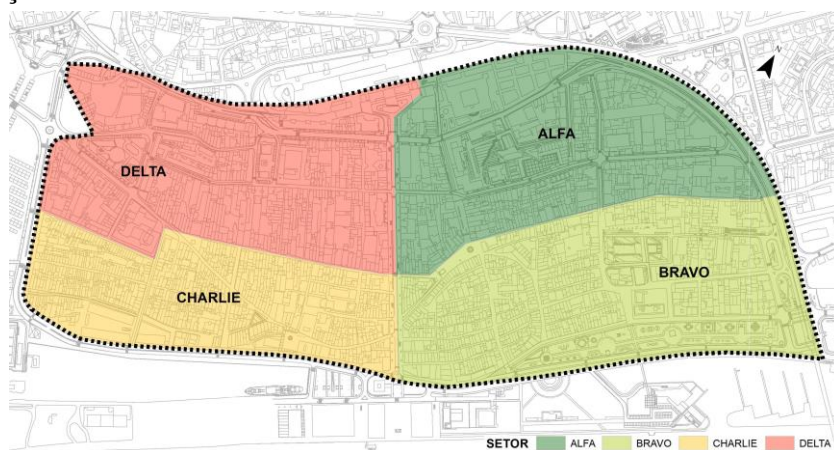 N
ALFA
DELTA
BRAVO
CHARLIE
SETOR ALFA BRAVO CHARLIE DELTA